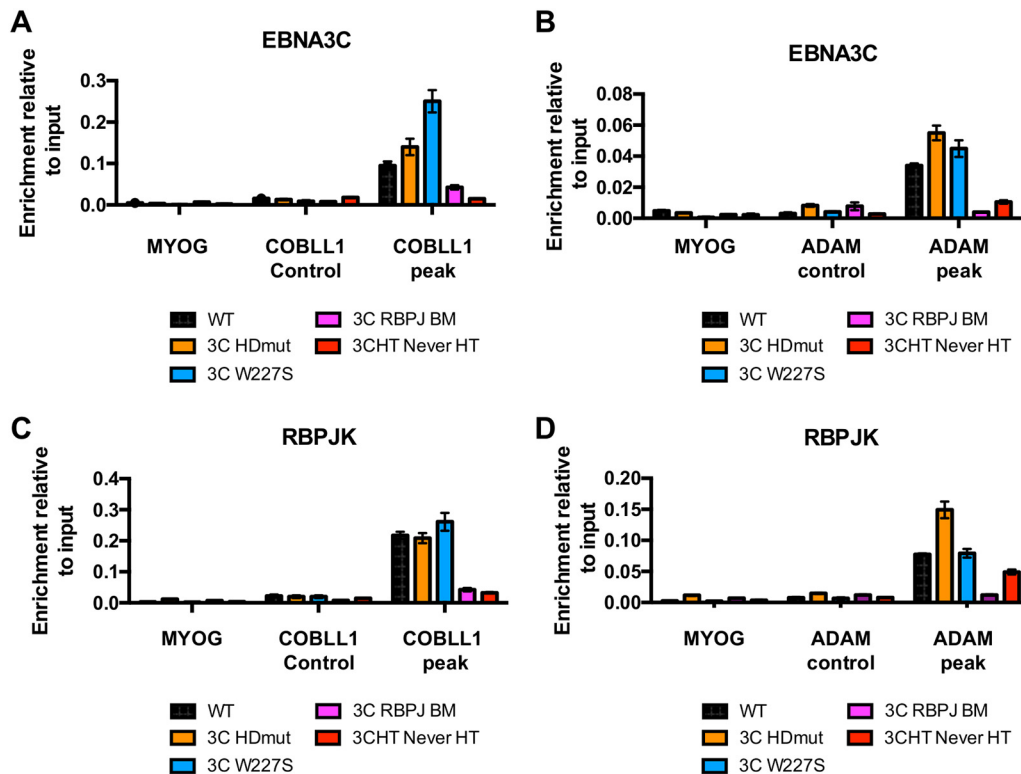 A
EBNA3C
Enrichment relative
to input
0.3
0.2
0.1
0.0
MYOG
COBLL1
Control
COBLL1
peak
WT
3C HDmut
3C W227S
3C RBPJ BM
3CHT Never HT
B
EBNA3C
Enrichment relative
to input
0.08
0.06
0.04
0.02
0.00
MYOG
ADAM
control
ADAM
peak
WT
3C HDmut
3C W227S
3C RBPJ BM
3CHT Never HT
C
RBPJK
Enrichment relative
to input
0.4
0.3
0.2
0.1
0.0
MYOG
COBLL1
Control
COBLL1
peak
WT
3C HDmut
3C W227S
3C RBPJ BM
3CHT Never HT
D
RBPJK
Enrichment relative
to input
0.20
0.15
0.10
0.05
0.00
MYOG
ADAM
control
ADAM
peak
WT
3C HDmut
3C W227S
3C RBPJ BM
3CHT Never HT